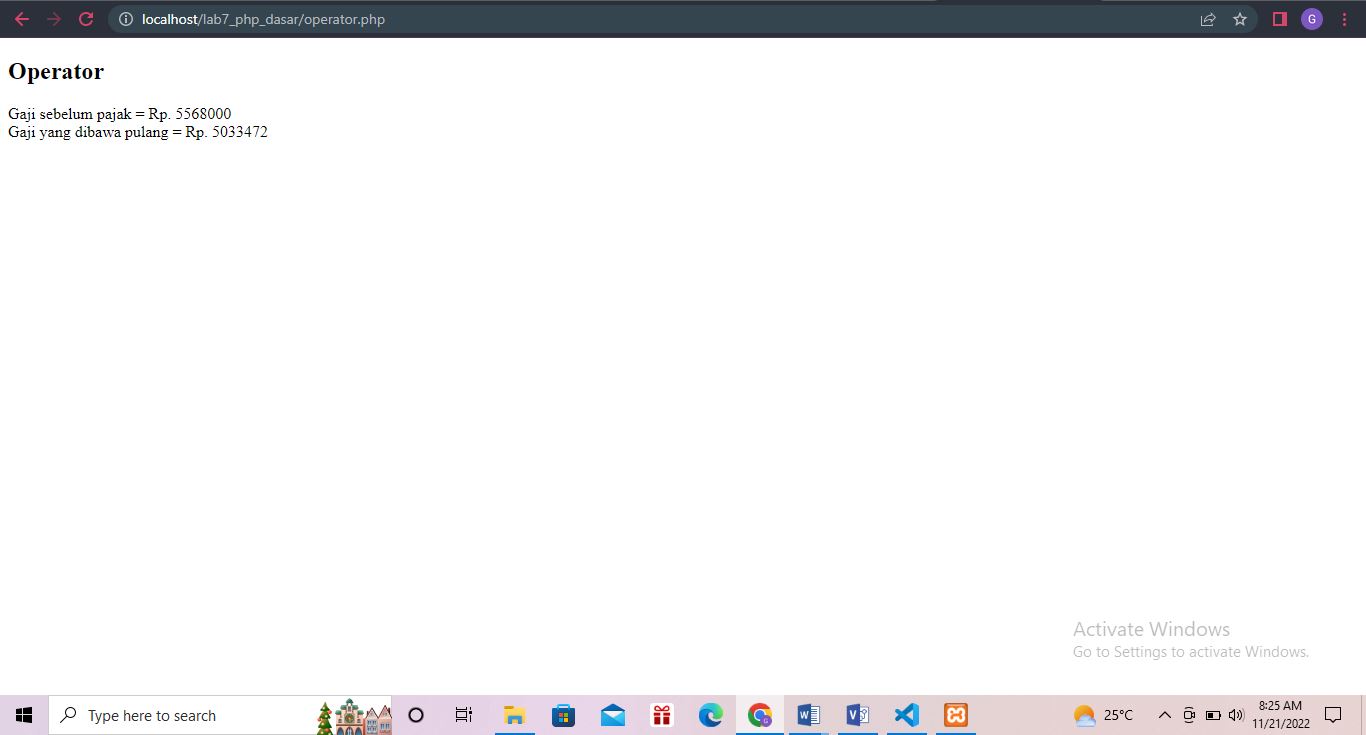 localhost/lab7_php_dasar/operator.php
G
Operator
Gaji sebelum pajak = Rp. 5568000
Gaji yang dibawa pulang = Rp. 5033472
Activate Windows
Go to Settings to activate Windows.
Type here to search
25°C
8:25 AM
11/21/2022